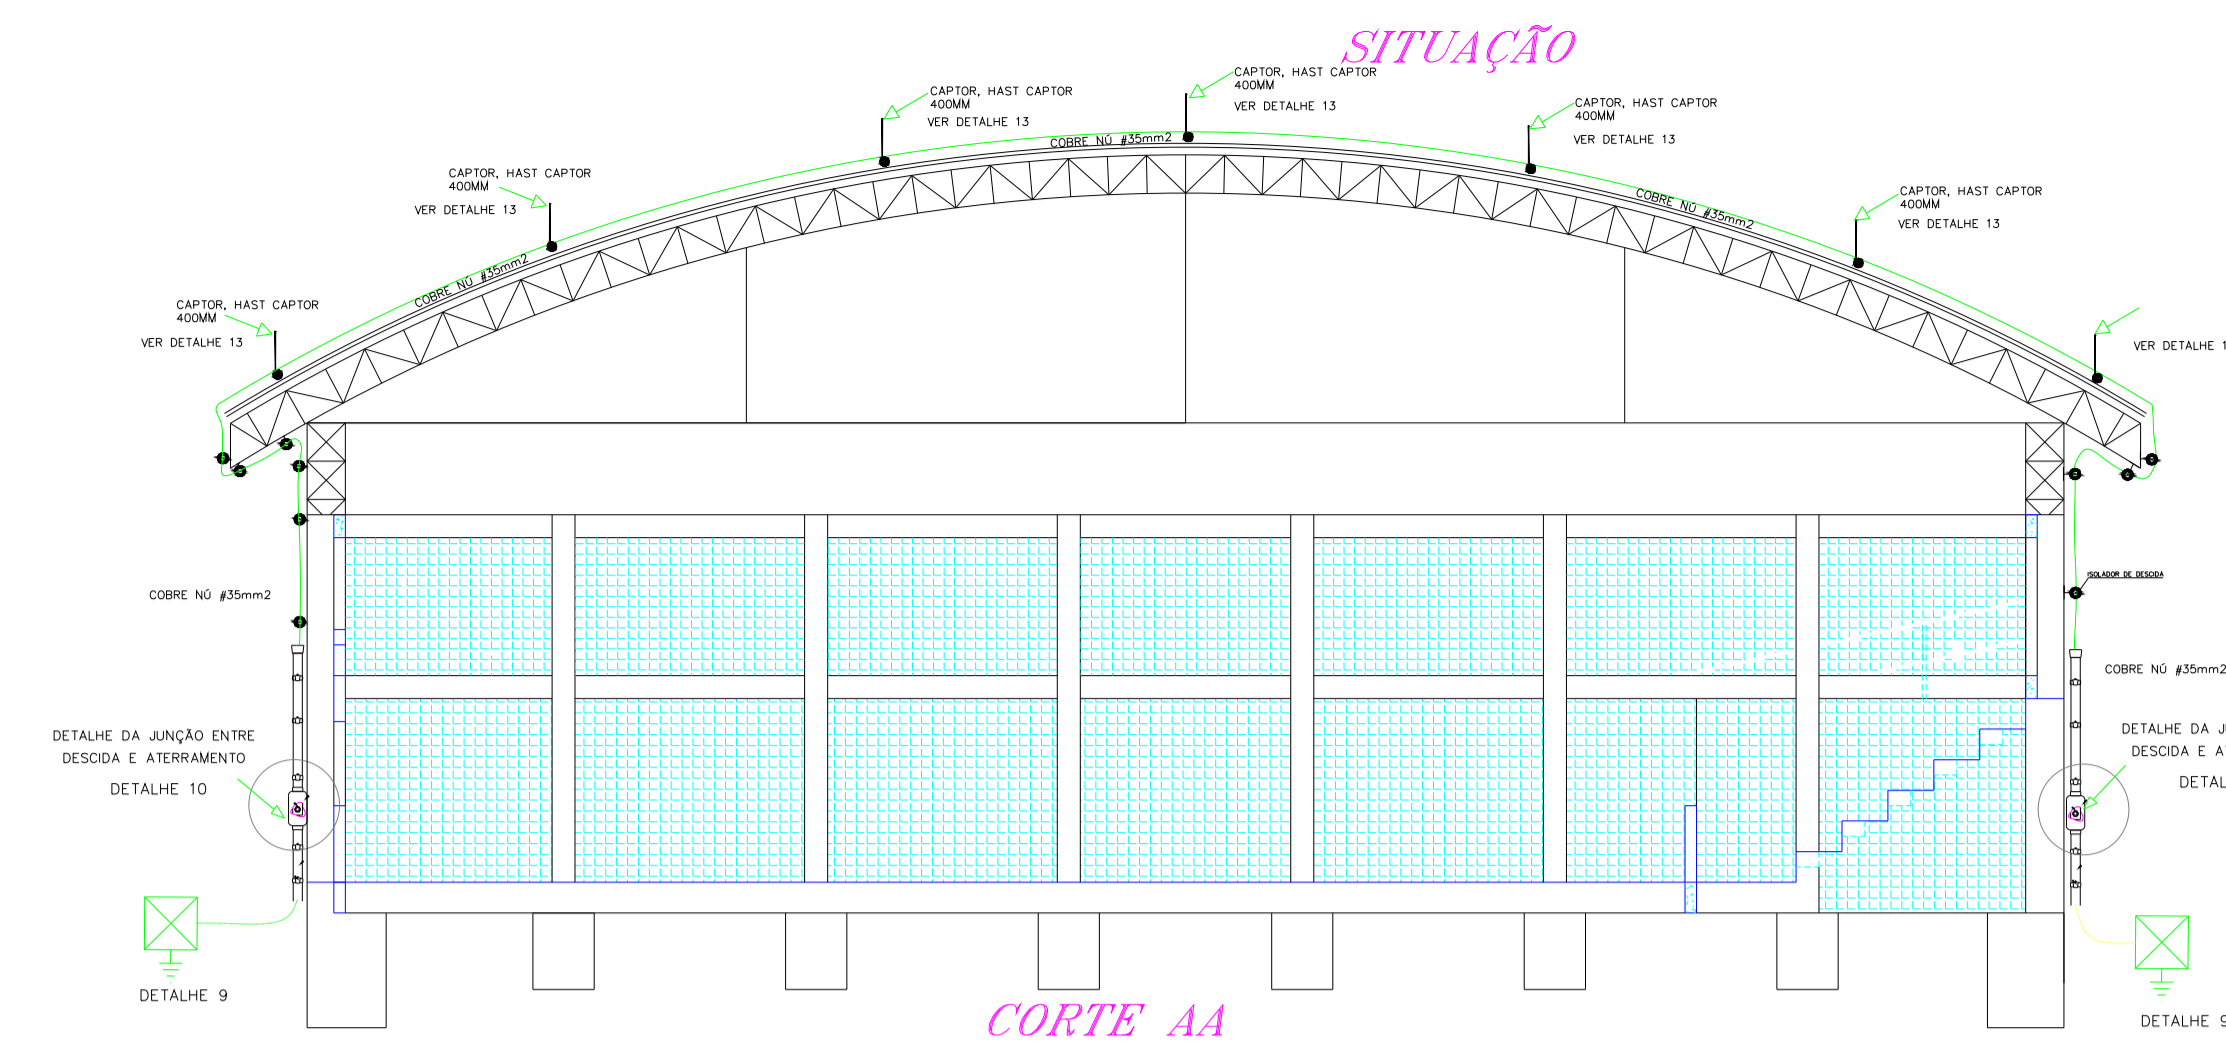 SITUAÇÃO
CAPTOR, HAST CAPTOR
400MM
VER DETALHE 13
CAPTOR, HAST CAPTOR
400MM
VER DETALHE 13
CAPTOR, HAST CAPTOR
400MM
VER DETALHE 13
COBRE NÚ #35mm2
CAPTOR, HAST CAPTOR
400MM
VER DETALHE 13
CAPTOR, HAST CAPTOR
400MM
VER DETALHE 13
COBRE NÚ #35mm2
COBRE NÚ #35mm2
CAPTOR, HAST CAPTOR
400MM
VER DETALHE 13
VER DETALHE 1
ISOLADOR DE DESCIDA
COBRE NÚ #35mm2
COBRE NÚ #35mm2
DETALHE DA JUNÇÃO ENTRE
DESCIDA E ATERRAMENTO
DETALHE 10
DETALHE DA J
DESCIDA E A
DETAL
DETALHE 9
CORTE AA
DETALHE 9